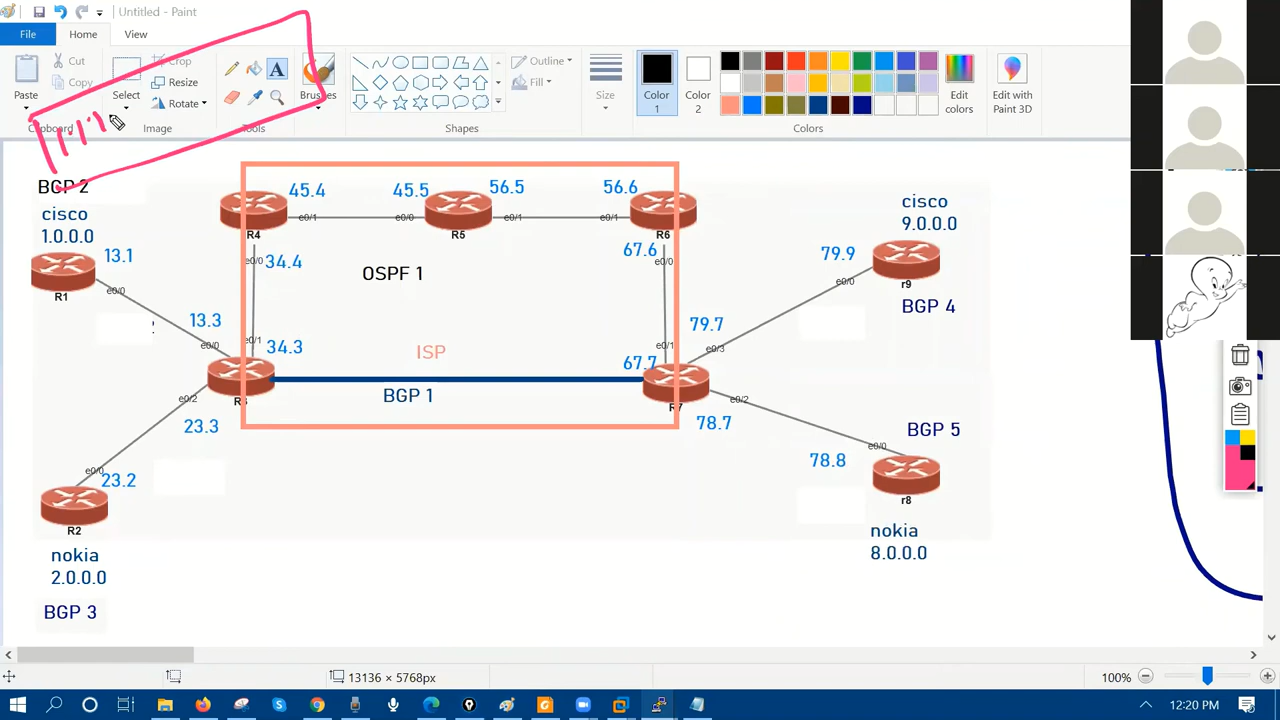 Untitled - Paint
File
Home
View
Paste
Cut
Copy
Clipboard
Select
Crop
Resize
Rotate
Image
Tools
Brushes
Shapes
Outline
Fill
Size
Color
1
Color
2
Edit
colors
Edit with
Paint 3D
Colors
BGP 2
cisco
1.0.0.0
13.1
e0/0
R1
45.4
e0/1
R4
e0/0
34.4
45.5
e0/0
56.5
e0/1
R5
56.6
e0/1
R6
67.6
e0/0
OSPF 1
cisco
9.0.0.0
79.9
e0/0
r9
BGP 4
13.3
e0/0
e0/1
34.3
ISP
67.7
e0/1
79.7
e0/3
BGP 1
e0/2
23.3
R7
e0/2
78.7
BGP 5
e0/0
78.8
r8
e0/0
23.2
R2
nokia
2.0.0.0
BGP 3
nokia
8.0.0.0
13136 × 5768px
100%
12:20 PM